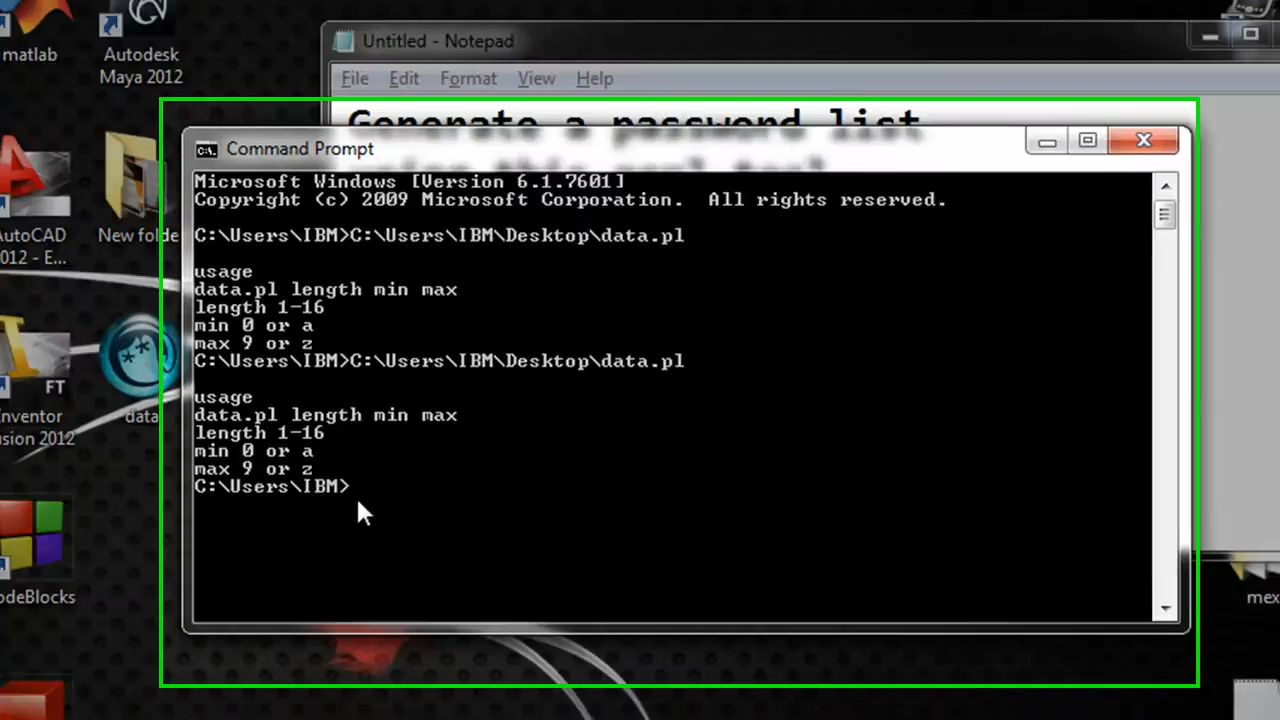 matlab
Autodesk
Maya 2012
Untitled - Notepad
File Edit Format View Help
Generate a password list
Command Prompt
Microsoft Windows [Version 6.1.7601]
Copyright (c) 2009 Microsoft Corporation.  All rights reserved.
C:\Users\IBM>C:\Users\IBM\Desktop\data.pl
usage
data.pl length min max
length 1-16
min 0 or a
max 9 or z
C:\Users\IBM>C:\Users\IBM\Desktop\data.pl
usage
data.pl length min max
length 1-16
min 0 or a
max 9 or z
C:\Users\IBM>
AutoCAD
2012 - E...
New folde
FT
Inventor
usion 2012
data
odeBlocks
mex